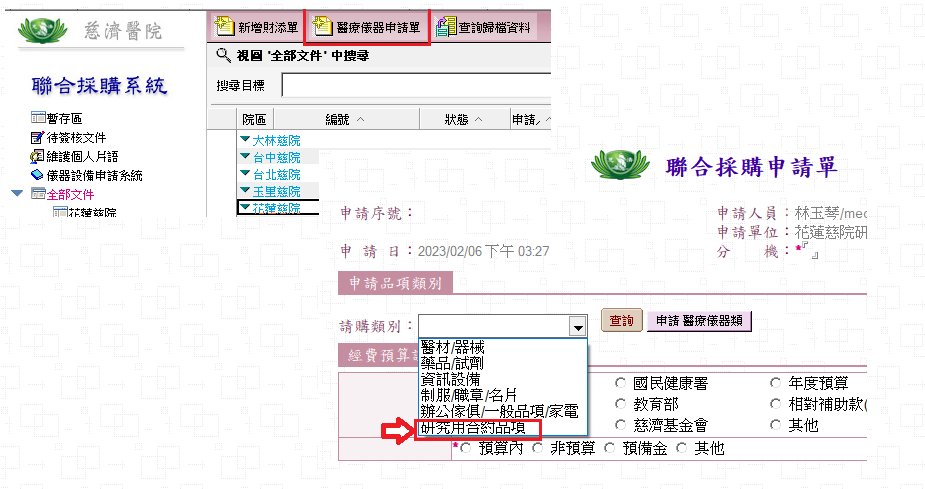 慈濟醫院
聯合採購系統
暫存區
待簽核文件
維護個人片語
儀器設備申請系統
全部文件
花蓮慈院
新增財添單
醫療儀器申請單
查詢歸檔資料
視圖 '全部文件' 中搜尋
搜尋目標
院區 編號 狀態 申請人
大林慈院
台中慈院
台北慈院
玉里慈院
花蓮慈院
聯合採購申請單
申請序號：
申請人員：林玉琴/med
申請單位：花蓮慈院研
申 請 日：2023/02/06 下午 03:27
分 機：*
申請品項類別
請購類別：
查詢
申請 醫療儀器類
醫材/器械
藥品/試劑
資訊設備
制服/職章/名片
辦公傢俱/一般品項/家電
研究用合約品項
經費預算
國民健康署 年度預算
教育部 相對補助款(
慈濟基金會 其他
* 預算內 非預算 預備金 其他